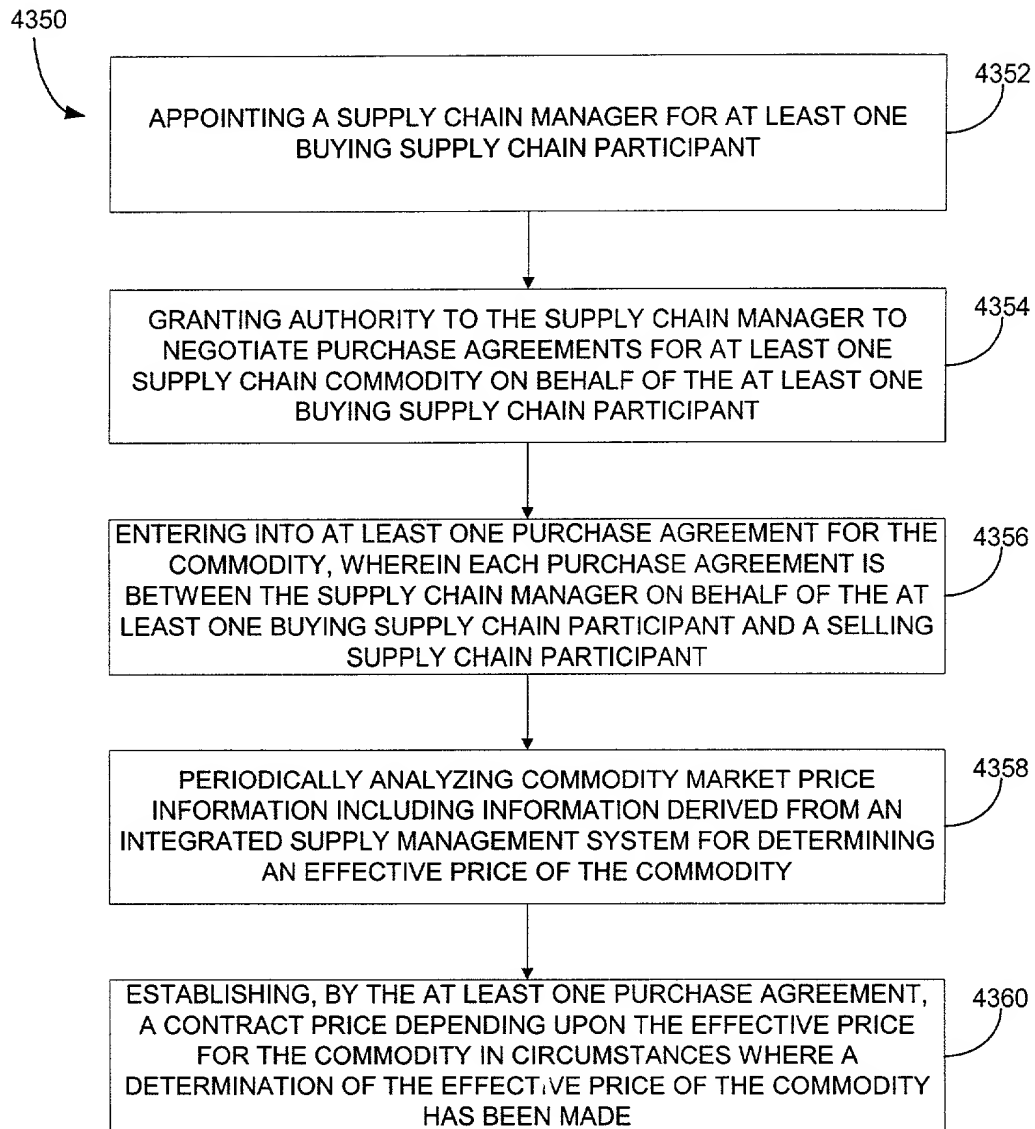 4350
4352
APPOINTING A SUPPLY CHAIN MANAGER FOR AT LEAST ONE
BUYING SUPPLY CHAIN PARTICIPANT
4354
GRANTING AUTHORITY TO THE SUPPLY CHAIN MANAGER TO
NEGOTIATE PURCHASE AGREEMENTS FOR AT LEAST ONE
SUPPLY CHAIN COMMODITY ON BEHALF OF THE AT LEAST ONE
BUYING SUPPLY CHAIN PARTICIPANT
4356
ENTERING INTO AT LEAST ONE PURCHASE AGREEMENT FOR THE
COMMODITY, WHEREIN EACH PURCHASE AGREEMENT IS
BETWEEN THE SUPPLY CHAIN MANAGER ON BEHALF OF THE AT
LEAST ONE BUYING SUPPLY CHAIN PARTICIPANT AND A SELLING
SUPPLY CHAIN PARTICIPANT
4358
PERIODICALLY ANALYZING COMMODITY MARKET PRICE
INFORMATION INCLUDING INFORMATION DERIVED FROM AN
INTEGRATED SUPPLY MANAGEMENT SYSTEM FOR DETERMINING
AN EFFECTIVE PRICE OF THE COMMODITY
4360
ESTABLISHING, BY THE AT LEAST ONE PURCHASE AGREEMENT,
A CONTRACT PRICE DEPENDING UPON THE EFFECTIVE PRICE
FOR THE COMMODITY IN CIRCUMSTANCES WHERE A
DETERMINATION OF THE EFFECTIVE PRICE OF THE COMMODITY
HAS BEEN MADE